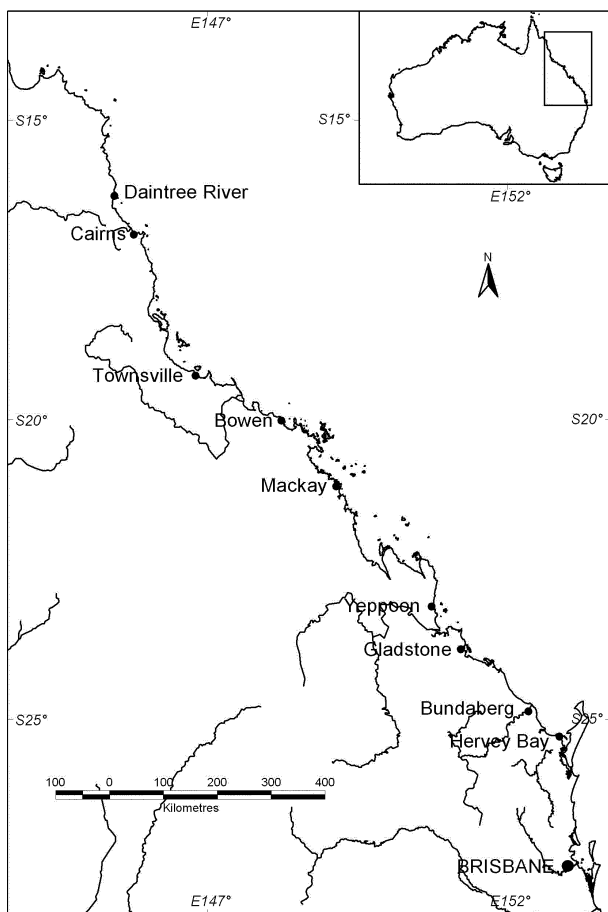 E147°
S15°
S15°
E152°
Daintree River
Cairns
N
Townsville
Bowen
S20°
S20°
Mackay
Yeppoon
Gladstone
Bundaberg
S25°
S25°
Hervey Bay
100 0 100 200 300 400
Kilometres
BRISBANE
E147°
E152°